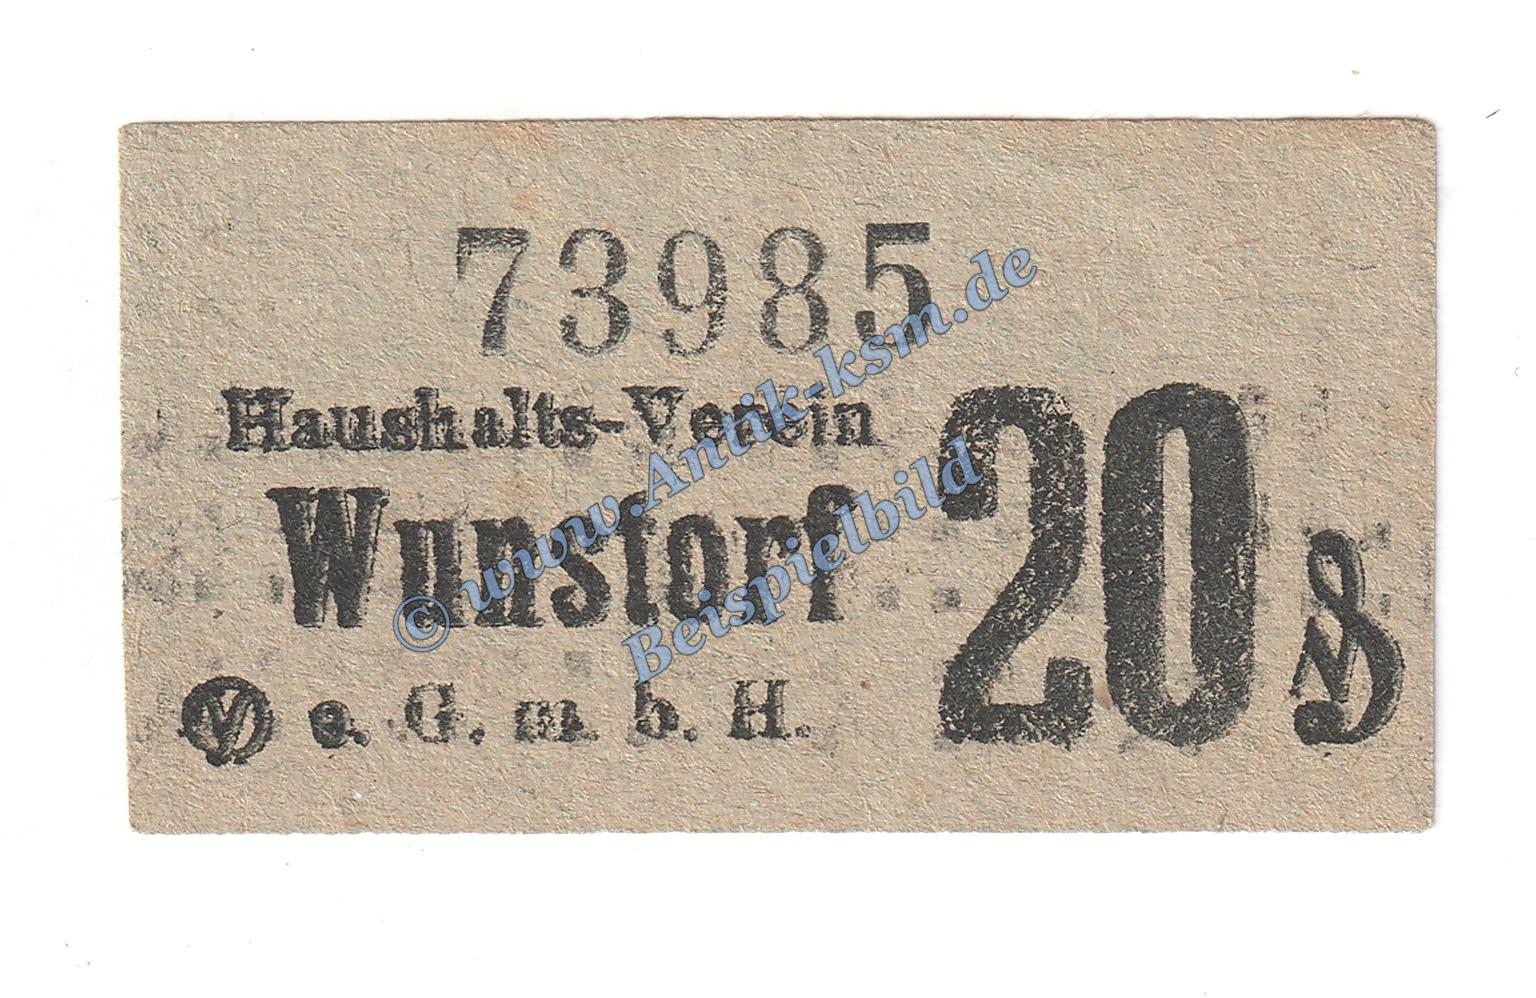 73985
Haushalts-Verein
Wunstorf
e. G. m. b. H.
20 ₰
© www.Antik-ksm.de
Beispielbild